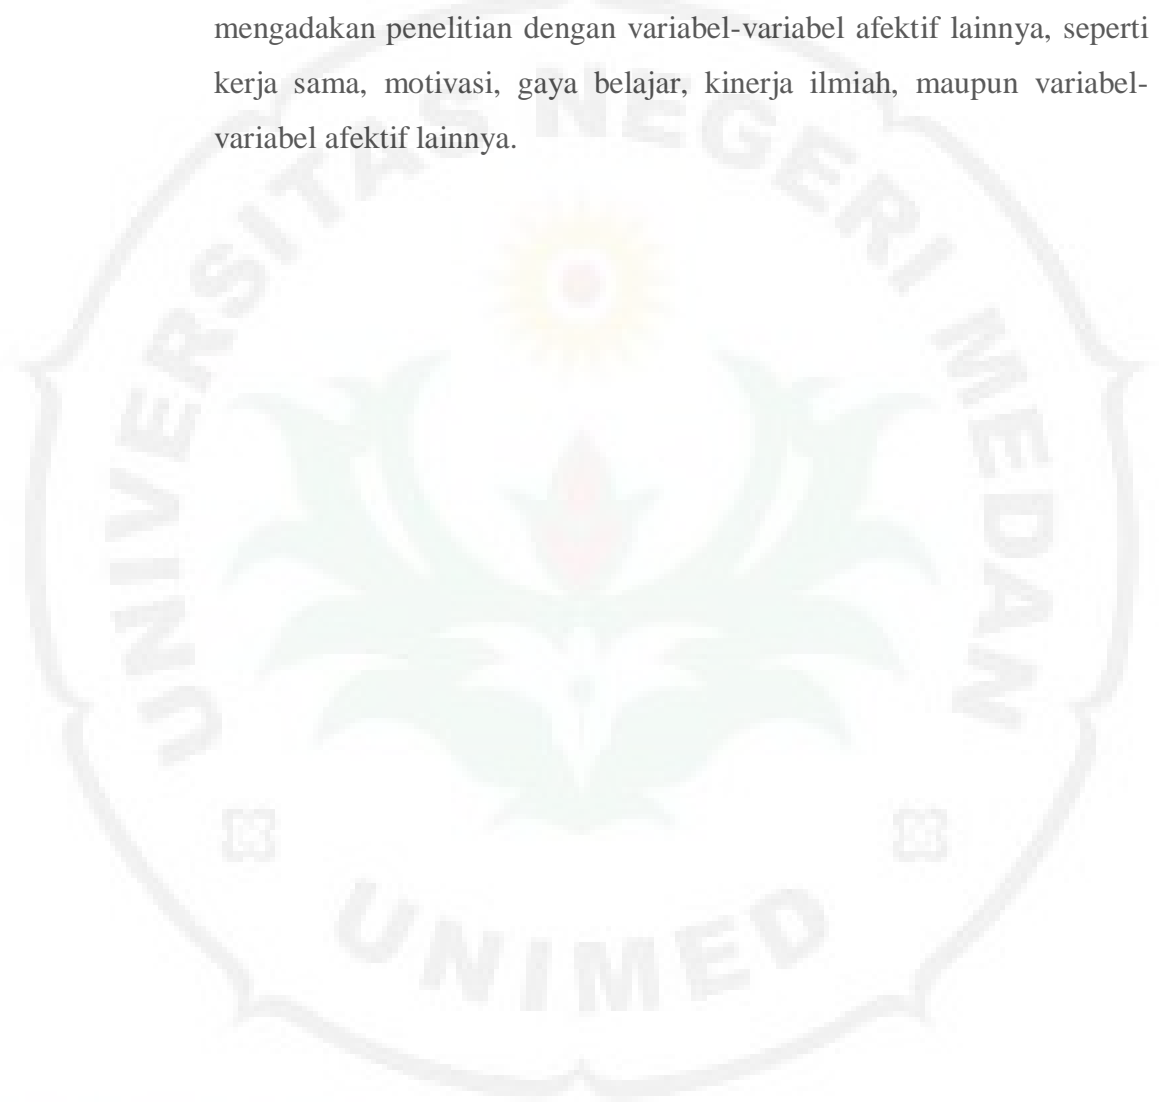 mengadakan penelitian dengan variabel-variabel afektif lainnya, seperti
kerja sama, motivasi, gaya belajar, kinerja ilmiah, maupun variabel-
variabel afektif lainnya.
UNIVERSITAS NEGERI MEDAN
UNIMED